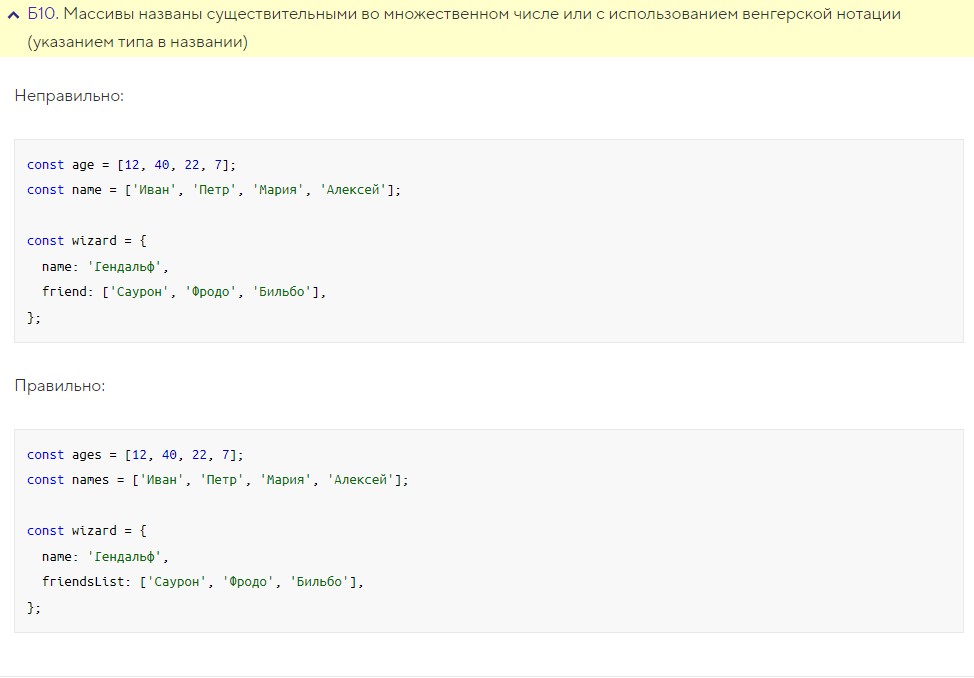 Б10. Массивы названы существительными во множественном числе или с использованием венгерской нотации
(указанием типа в названии)
Неправильно:
const age = [12, 40, 22, 7];
const name = ['Иван', 'Петр', 'Мария', 'Алексей'];
const wizard = {
  name: 'Гендальф',
  friend: ['Саурон', 'Фродо', 'Бильбо'],
};
Правильно:
const ages = [12, 40, 22, 7];
const names = ['Иван', 'Петр', 'Мария', 'Алексей'];
const wizard = {
  name: 'Гендальф',
  friendsList: ['Саурон', 'Фродо', 'Бильбо'],
};